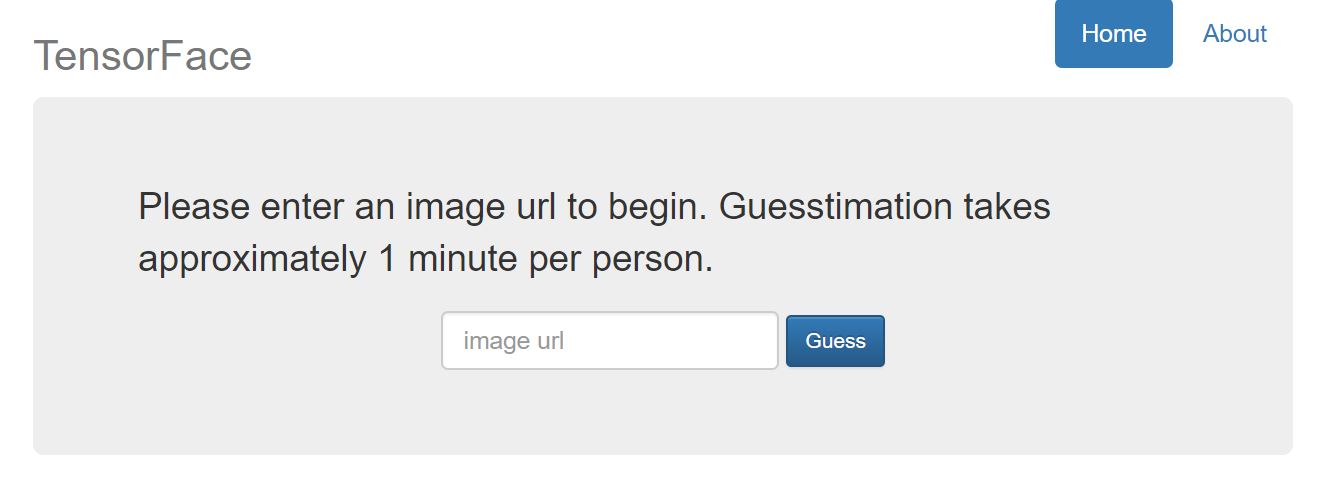 TensorFace
Home
About
Please enter an image url to begin. Guesstimation takes
approximately 1 minute per person.
image url
Guess